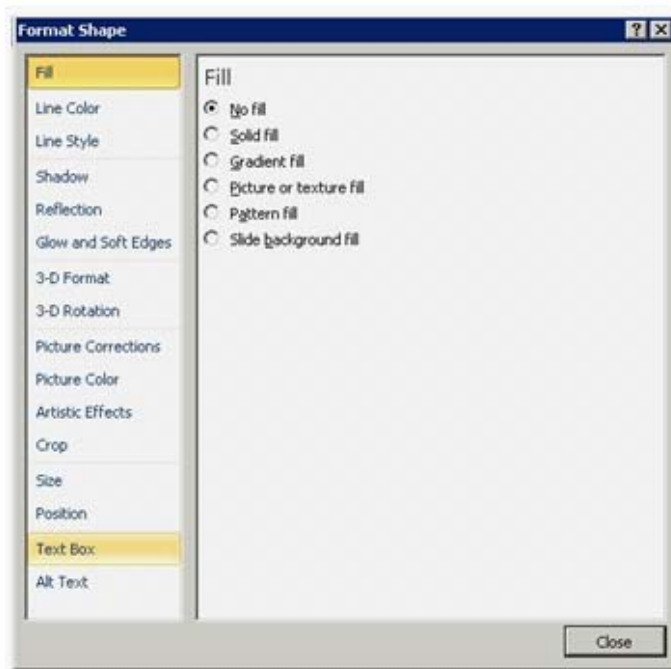 Format Shape
Fill
Line Color
Line Style
Shadow
Reflection
Glow and Soft Edges
3-D Format
3-D Rotation
Picture Corrections
Picture Color
Artistic Effects
Crop
Size
Position
Text Box
Alt Text
Fill
No fill
Solid fill
Gradient fill
Picture or texture fill
Pattern fill
Slide background fill
Close